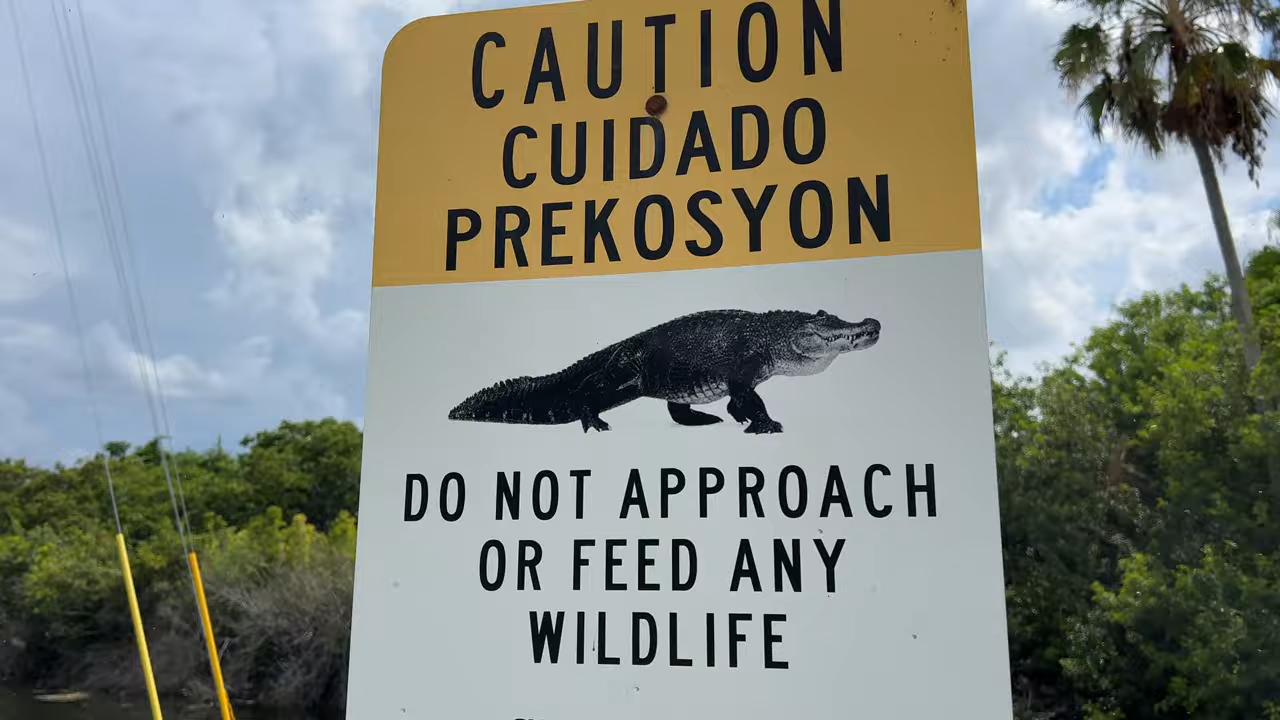 CAUTION
CUIDADO
PREKOSYON
DO NOT APPROACH
OR FEED ANY
WILDLIFE